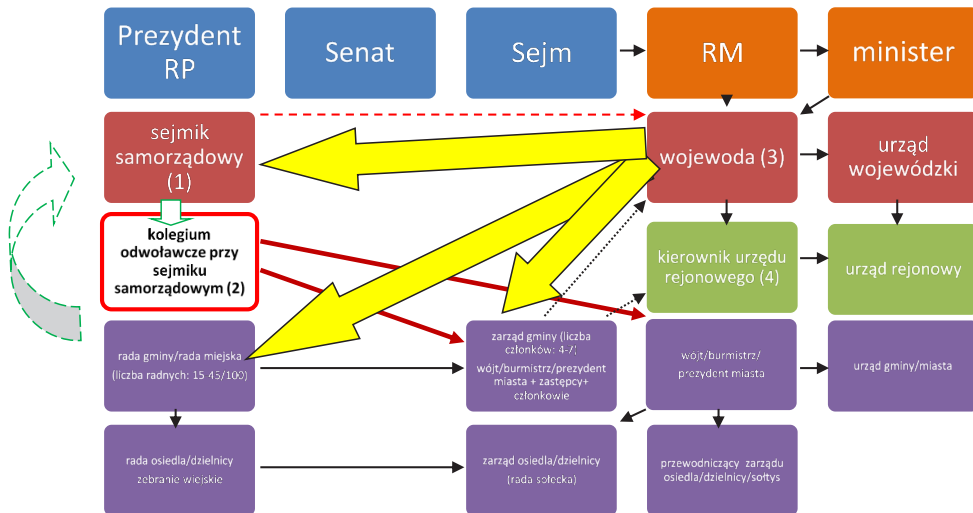 Prezydent
RP
Senat
Sejm
RM
minister
sejmik
samorządowy
(1)
wojewoda (3)
urząd
wojewódzki
kolegium
odwoławcze przy
sejmiku
samorządowym (2)
kierownik urzędu
rejonowego (4)
urząd rejonowy
rada gminy/rada miejska
(liczba radnych: 15-45/100)
zarząd gminy (liczba
członków: 4-7)
wójt/burmistrz/prezydent
miasta + zastępcy+
członkowie
wójt/burmistrz/
prezydent miasta
urząd gminy/miasta
rada osiedla/dzielnicy
zebranie wiejskie
zarząd osiedla/dzielnicy
(rada sołecka)
przewodniczący zarządu
osiedla/dzielnicy/sołtys